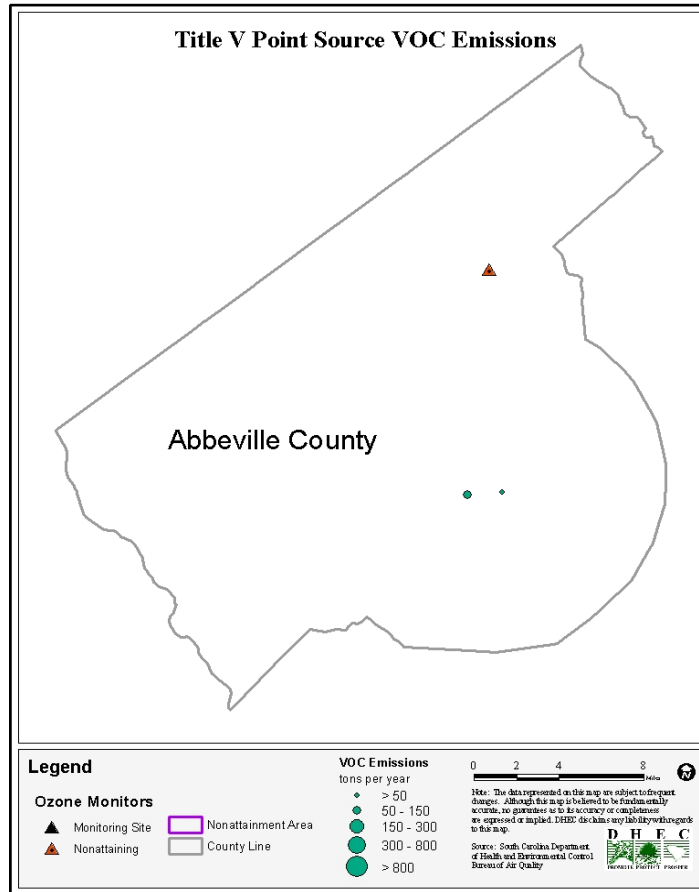 Title V Point Source VOC Emissions
Abbeville County
Legend
Ozone Monitors
Monitoring Site
Nonattaining
Nonattainment Area
County Line
VOC Emissions
tons per year
> 50
50 - 150
150 - 300
300 - 800
> 800
0 2 4 8
Miles
N
Note: The data represented on this map are subject to frequent
changes. Although this map is believed to be fundamentally
accurate, no guarantees as to its accuracy or completeness
are expressed or implied. DHEC disclaims any liability with regards
to this map.
Source: South Carolina Department
of Health and Environmental Control
Bureau of Air Quality
D H E C
PROMOTE PROTECT PROSPER